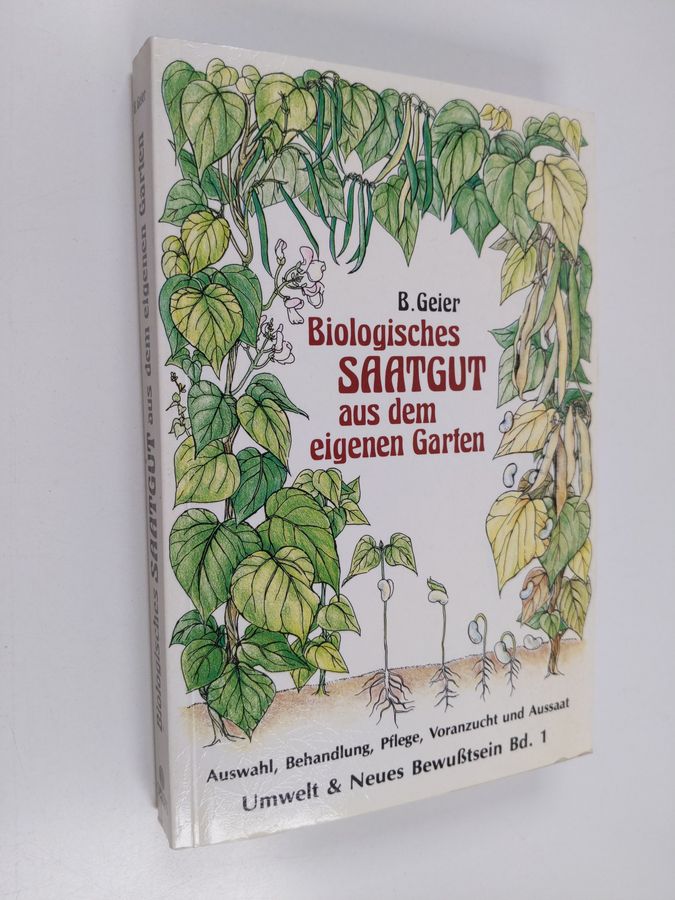 B. Geier
Biologisches
SAATGUT
aus dem
eigenen Garten
Auswahl, Behandlung, Pflege, Voranzucht und Aussaat
Umwelt & Neues Bewußtsein Bd. 1
B. Geier
Biologisches SAATGUT aus dem eigenen Garten